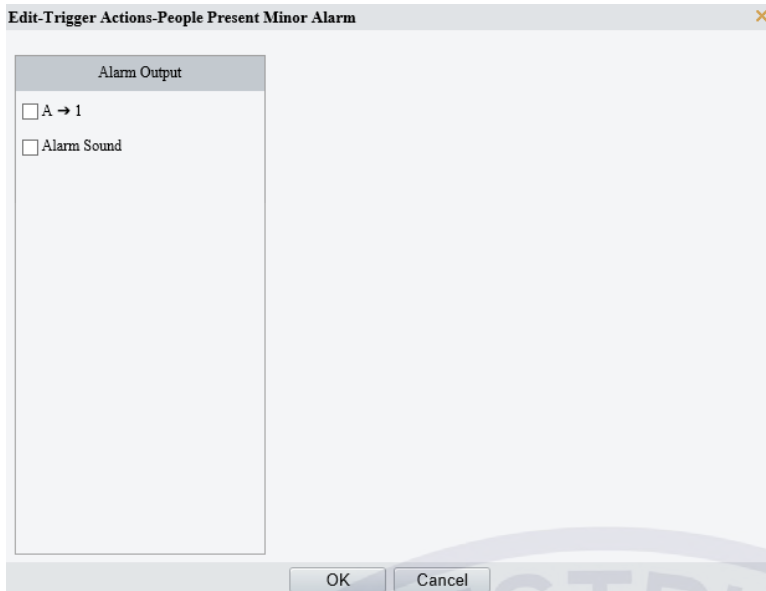 Edit-Trigger Actions-People Present Minor Alarm
Alarm Output
A ➔ 1
Alarm Sound
OK
Cancel